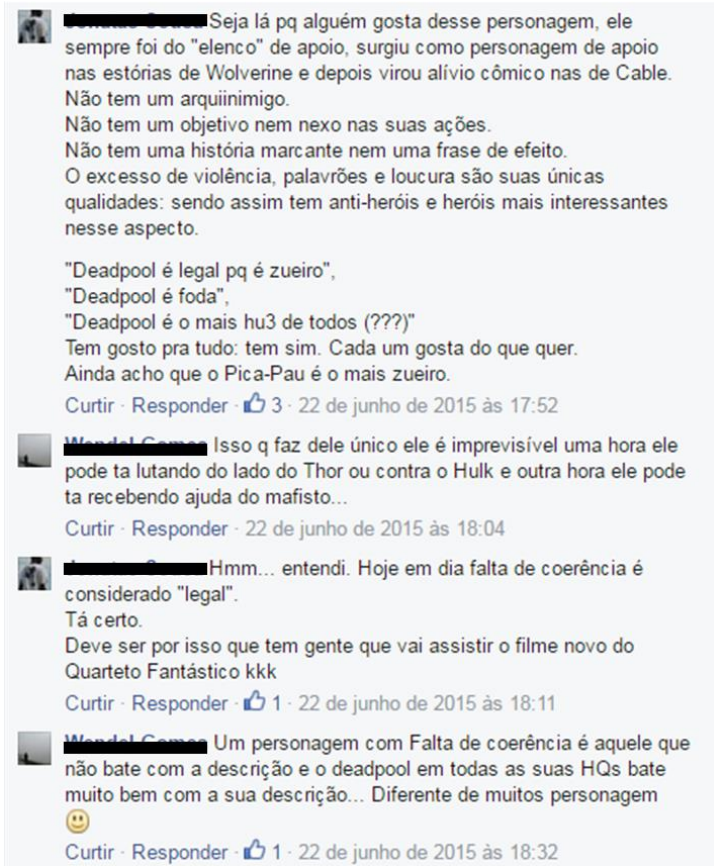 Seja lá pq alguém gosta desse personagem, ele
sempre foi do "elenco" de apoio, surgiu como personagem de apoio
nas estórias de Wolverine e depois virou alívio cômico nas de Cable.
Não tem um arquiinimigo.
Não tem um objetivo nem nexo nas suas ações.
Não tem uma história marcante nem uma frase de efeito.
O excesso de violência, palavrões e loucura são suas únicas
qualidades: sendo assim tem anti-heróis e heróis mais interessantes
nesse aspecto.
"Deadpool é legal pq é zueiro",
"Deadpool é foda",
"Deadpool é o mais hu3 de todos (???)"
Tem gosto pra tudo: tem sim. Cada um gosta do que quer.
Ainda acho que o Pica-Pau é o mais zueiro.
Curtir · Responder · 3 · 22 de junho de 2015 às 17:52
Isso q faz dele único ele é imprevisível uma hora ele
pode ta lutando do lado do Thor ou contra o Hulk e outra hora ele pode
ta recebendo ajuda do mafisto...
Curtir · Responder · 22 de junho de 2015 às 18:04
Hmm... entendi. Hoje em dia falta de coerência é
considerado "legal".
Tá certo.
Deve ser por isso que tem gente que vai assistir o filme novo do
Quarteto Fantástico kkk
Curtir · Responder · 1 · 22 de junho de 2015 às 18:11
Um personagem com Falta de coerência é aquele que
não bate com a descrição e o deadpool em todas as suas HQs bate
muito bem com a sua descrição... Diferente de muitos personagem
Curtir · Responder · 1 · 22 de junho de 2015 às 18:32